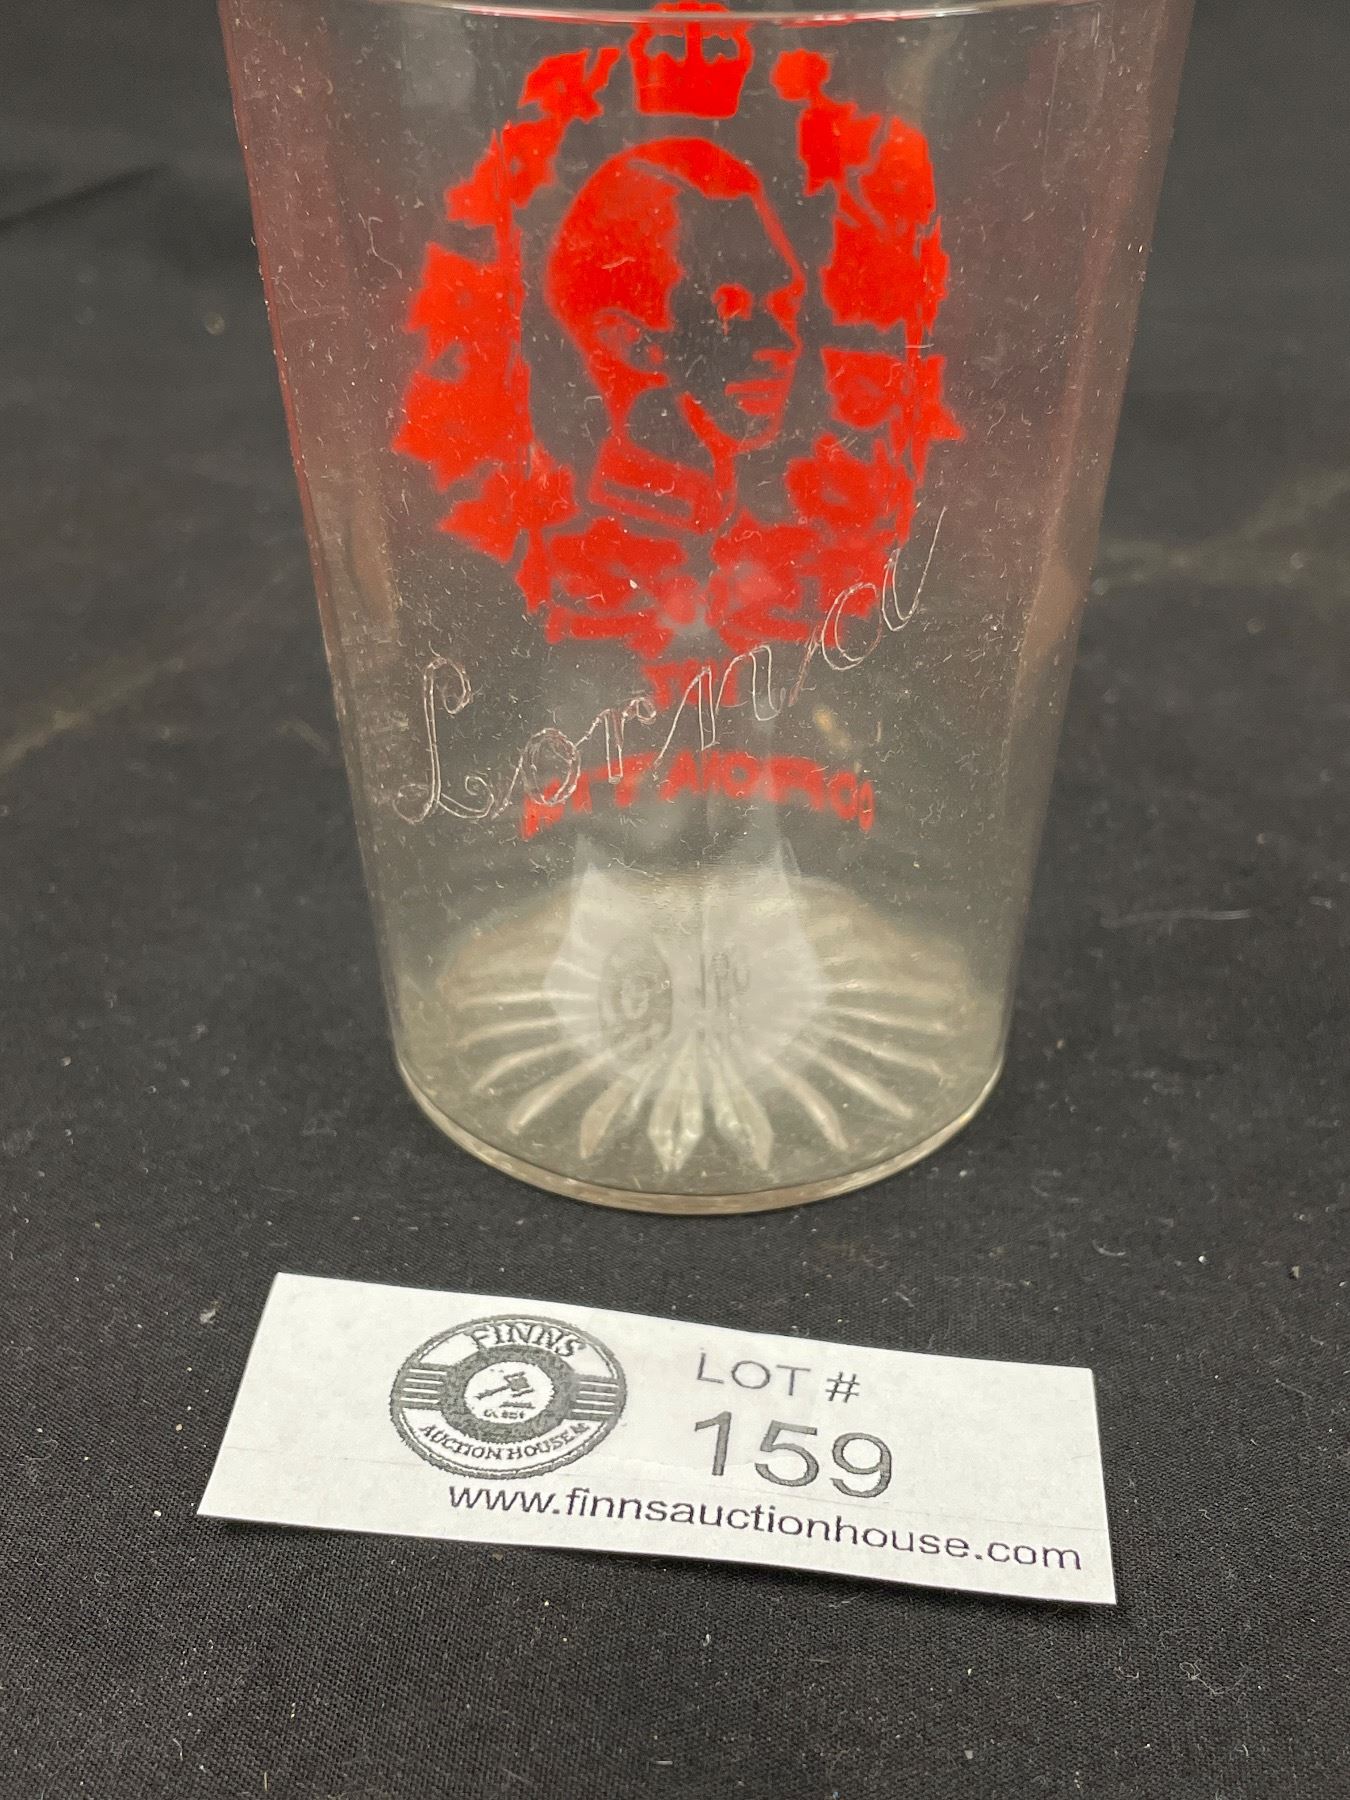 Lorna
FINNS
AUCTION HOUSE
LOT #
159
www.finnsauctionhouse.com